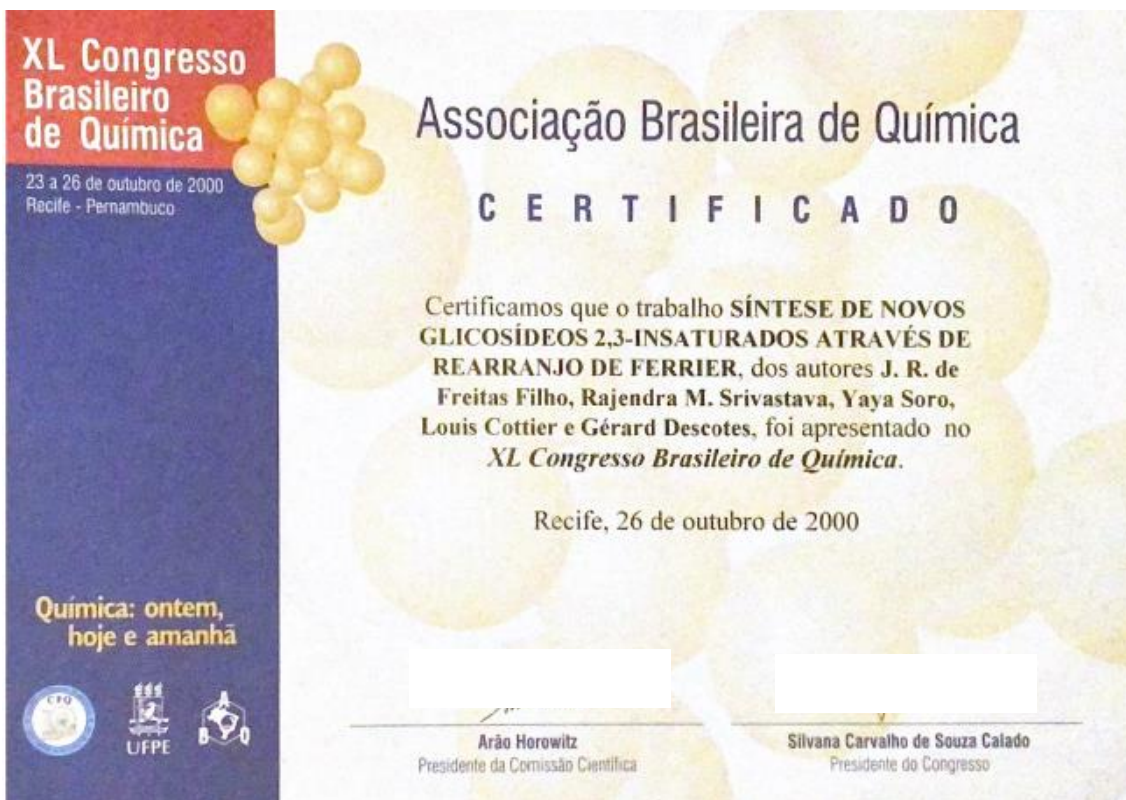 XL Congresso
Brasileiro
de Química
23 a 26 de outubro de 2000
Recife - Pernambuco
Associação Brasileira de Química
CERTIFICADO
Certificamos que o trabalho SÍNTESE DE NOVOS
GLICOSÍDEOS 2,3-INSATURADOS ATRAVÉS DE
REARRANJO DE FERRIER, dos autores J. R. de
Freitas Filho, Rajendra M. Srivastava, Yaya Soro,
Louis Cottier e Gérard Descotes, foi apresentado no
XL Congresso Brasileiro de Química.
Recife, 26 de outubro de 2000
Química: ontem,
hoje e amanhã
CFQ
UFPE
A
B Q
Arão Horowitz
Presidente da Comissão Científica
Silvana Carvalho de Souza Calado
Presidente do Congresso